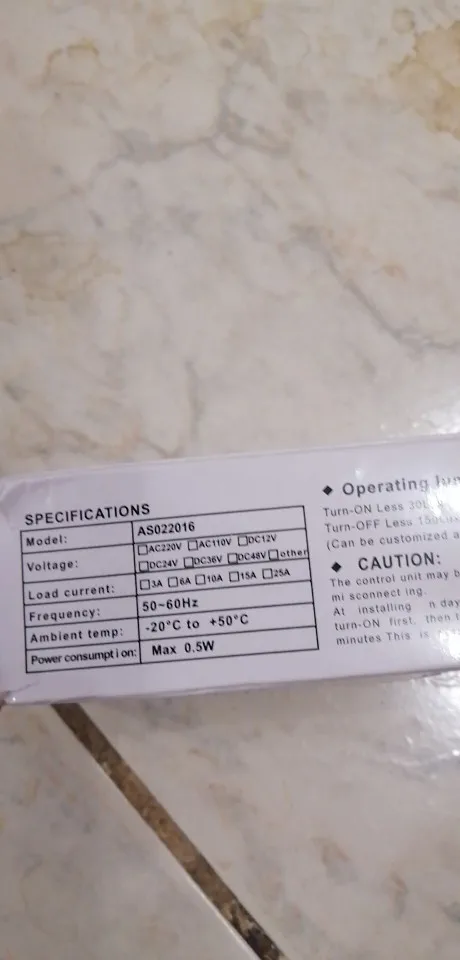 SPECIFICATIONS
Model: AS022016
Voltage: □AC220V □AC110V □DC12V
□DC24V □DC36V □DC48V □other
Load current: □3A □6A □10A □15A □25A
Frequency: 50~60Hz
Ambient temp: -20°C to +50°C
Power consumption: Max 0.5W
◆ Operating
Turn-ON Less
Turn-OFF Less
(Can be customized
◆ CAUTION:
The control unit may
misconnecting.
At installing
turn-ON first,
minutes This is